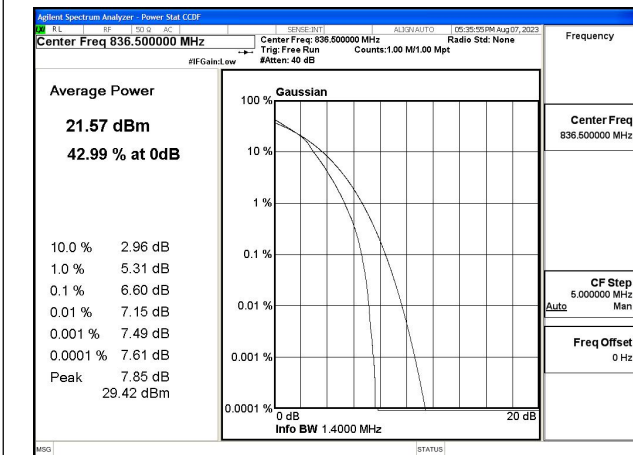 Agilent Spectrum Analyzer - Power Stat CCDF
RL RF 50 Ω AC SENSE:INT ALIGN AUTO 05:35:55 PM Aug 07, 2023
Center Freq 836.500000 MHz
Center Freq: 836.500000 MHz Radio Std: None
Trig: Free Run Counts:1.00 M/1.00 Mpt
#IFGain:Low #Atten: 40 dB
Frequency
Average Power
21.57 dBm
42.99 % at 0dB
10.0 % 2.96 dB
1.0 % 5.31 dB
0.1 % 6.60 dB
0.01 % 7.15 dB
0.001 % 7.49 dB
0.0001 % 7.61 dB
Peak 7.85 dB
29.42 dBm
Gaussian
100 %
10 %
1 %
0.1 %
0.01 %
0.001 %
0.0001 %
0 dB 20 dB
Info BW 1.4000 MHz
Center Freq
836.500000 MHz
CF Step
5.000000 MHz
Auto Man
Freq Offset
0 Hz
MSG STATUS